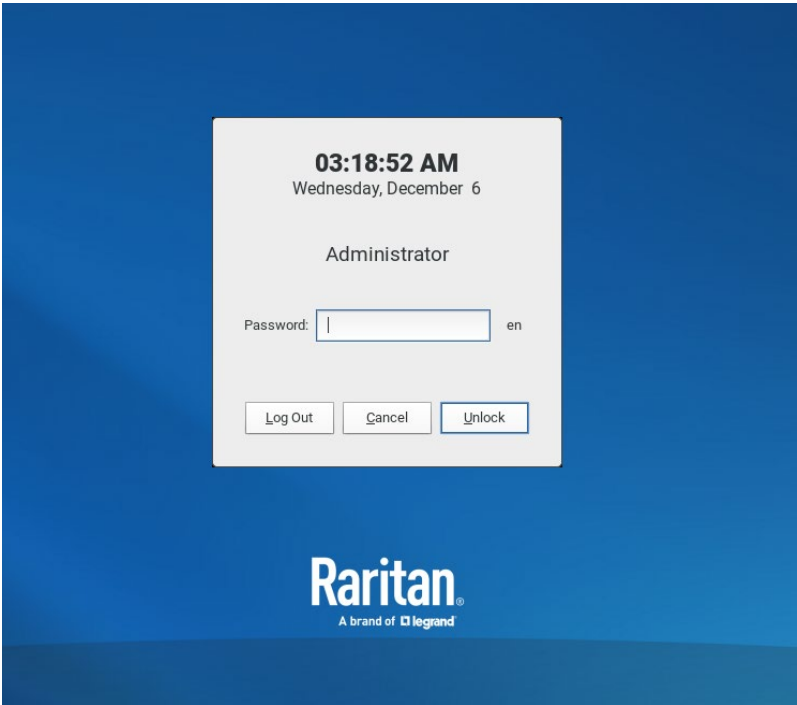 03:18:52 AM
Wednesday, December 6
Administrator
Password:
en
Log Out Cancel Unlock
Raritan®
A brand of legrand®